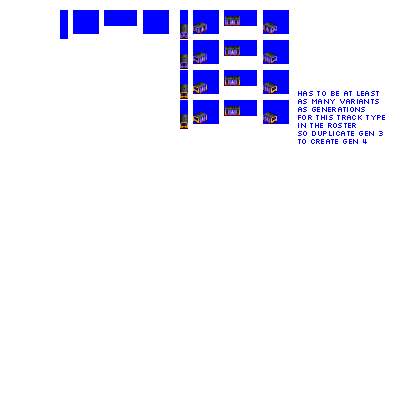 HAS TO BE AT LEAST
AS MANY VARIANTS
AS GENERATIONS
FOR THIS TRACK TYPE
IN THE ROSTER
SO DUPLICATE GEN 3
TO CREATE GEN 4